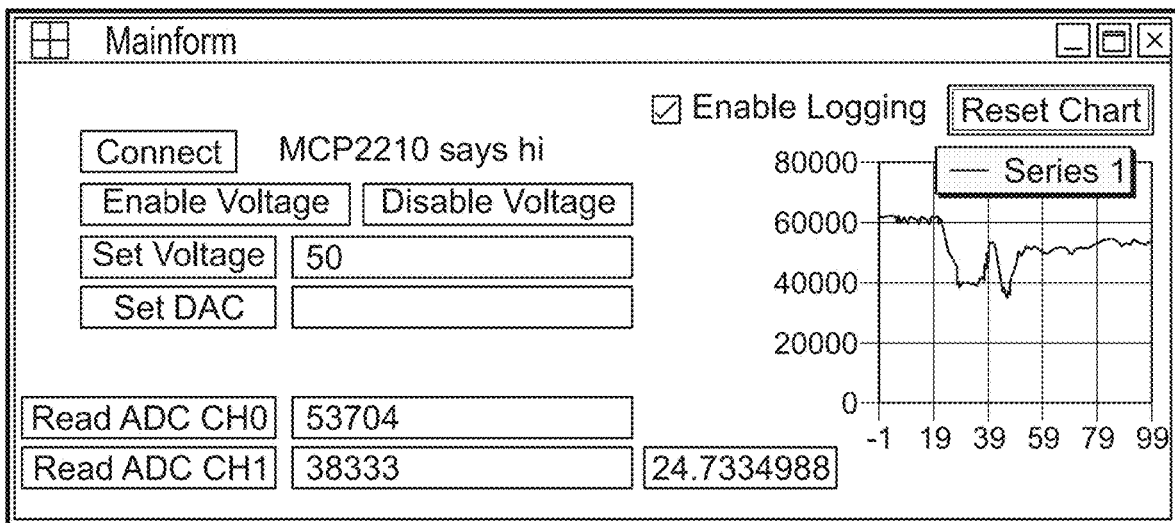 Mainform
Enable Logging Reset Chart
Connect MCP2210 says hi
Enable Voltage Disable Voltage
Set Voltage 50
Set DAC
Read ADC CH0 53704
Read ADC CH1 38333 24.7334988
Series 1
80000
60000
40000
20000
0
-1 19 39 59 79 99